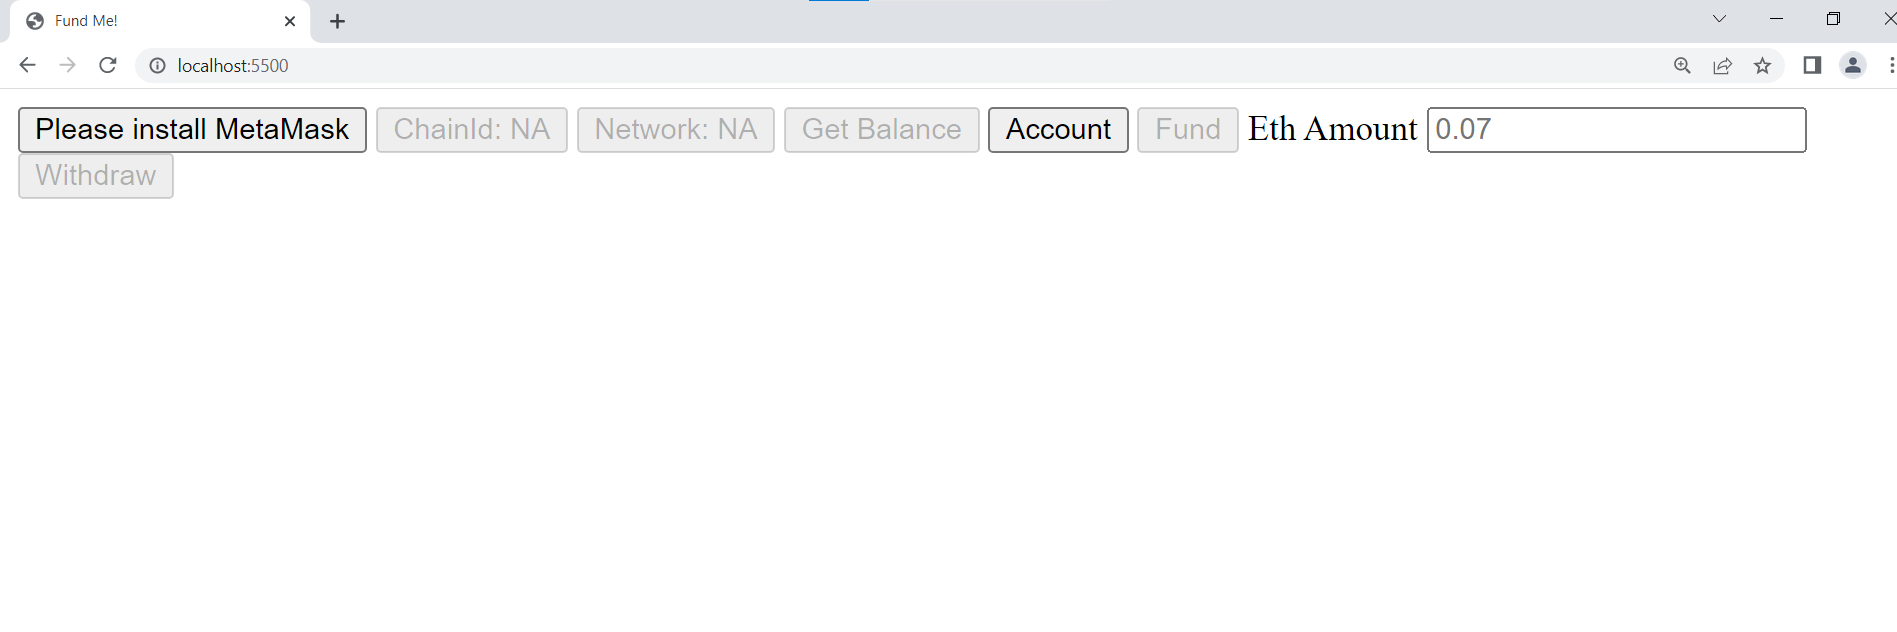 Fund Me!
localhost:5500
Please install MetaMask ChainId: NA Network: NA Get Balance Account Fund Eth Amount 0.07
Withdraw